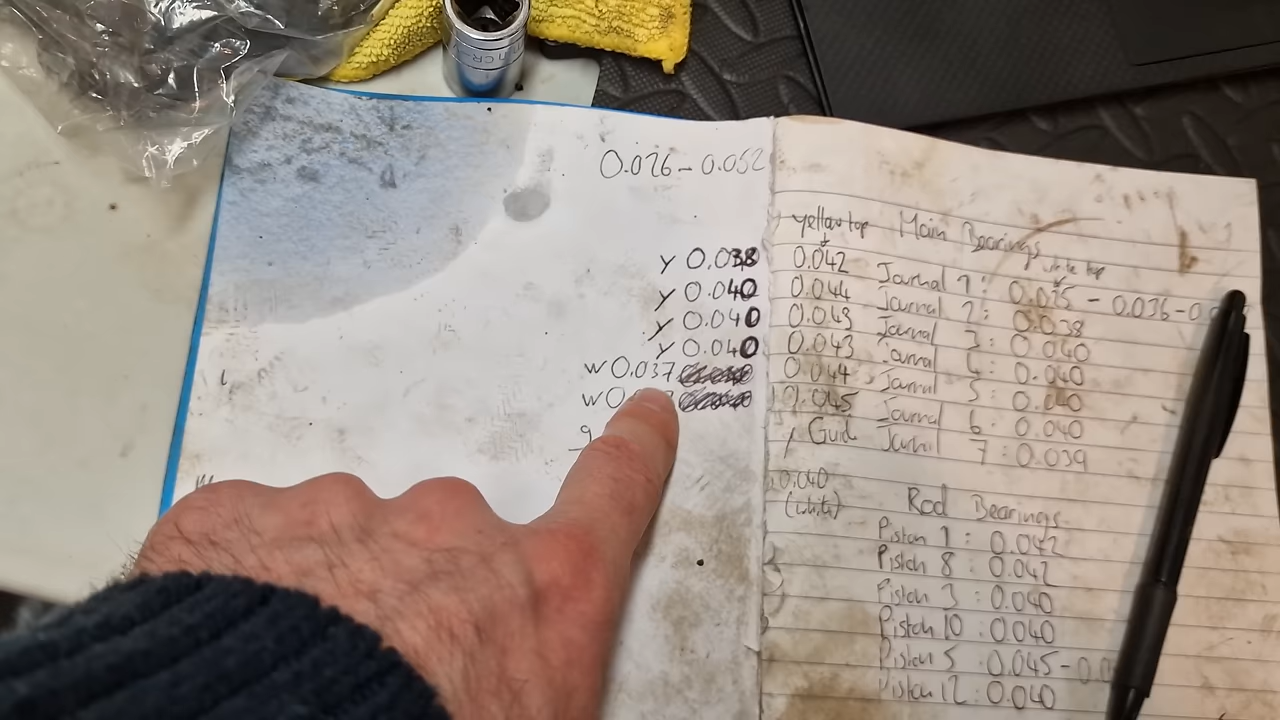 0.026-0.052
y 0.038
y 0.040
y 0.040
y 0.040
w 0.037
w
g
yellow top
0.042
0.044
0.043
0.043
0.044
0.045
Guide
0.040
(white)
Main Bearings
white top
Journal 1: 0.035 - 0.036-0.0
Journal 2: 0.038
Journal 3: 0.040
Journal 4: 0.040
Journal 5: 0.040
Journal 6: 0.040
Journal 7: 0.039
Rod Bearings
Piston 1: 0.042
Piston 8: 0.042
Piston 3: 0.040
Piston 10: 0.040
Piston 5: 0.045-0.0
Piston 12: 0.040